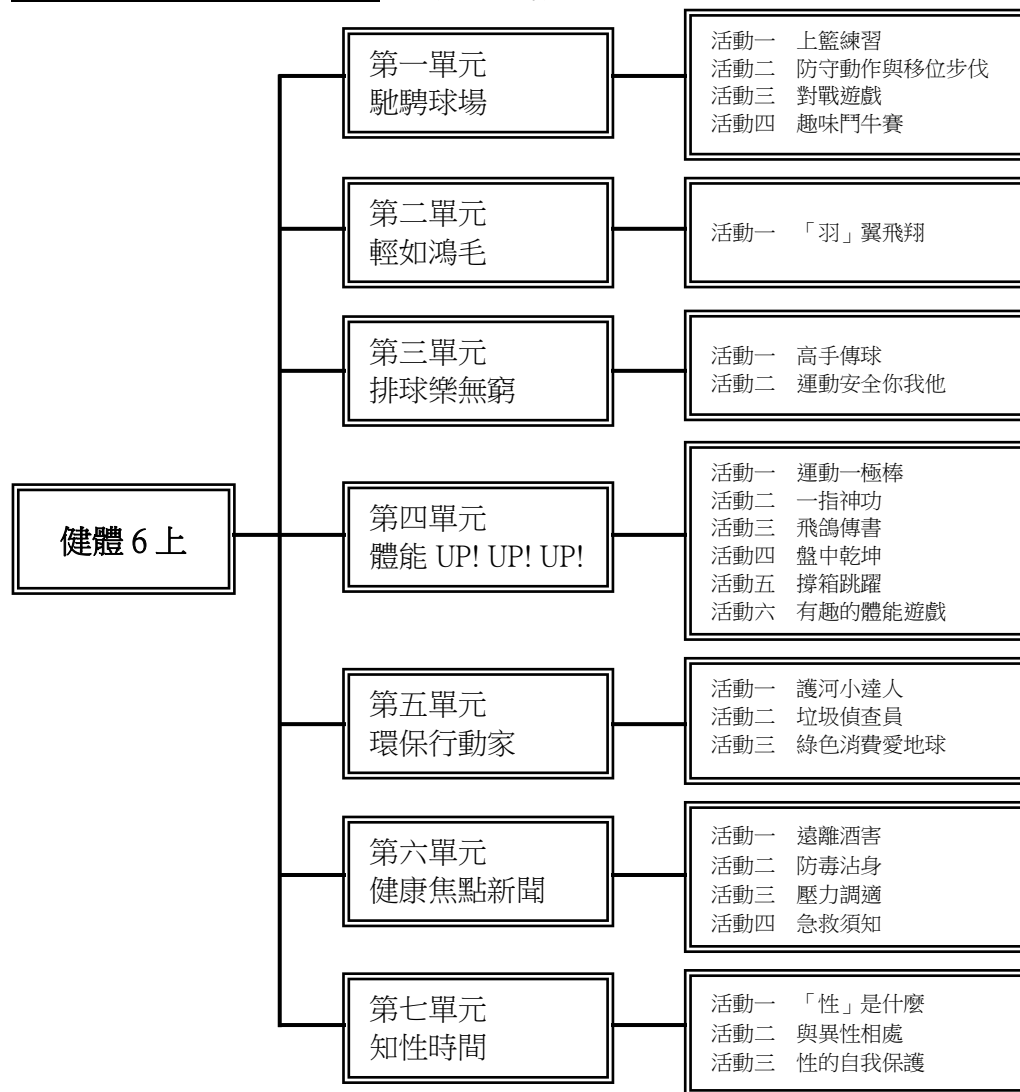 健體 6 上
第一單元
馳騁球場
活動一 上籃練習
活動二 防守動作與移位步伐
活動三 對戰遊戲
活動四 趣味鬥牛賽
第二單元
輕如鴻毛
活動一 「羽」翼飛翔
第三單元
排球樂無窮
活動一 高手傳球
活動二 運動安全你我他
第四單元
體能 UP! UP! UP!
活動一 運動一極棒
活動二 一指神功
活動三 飛鴿傳書
活動四 盤中乾坤
活動五 撐箱跳躍
活動六 有趣的體能遊戲
第五單元
環保行動家
活動一 護河小達人
活動二 垃圾偵查員
活動三 綠色消費愛地球
第六單元
健康焦點新聞
活動一 遠離酒害
活動二 防毒沾身
活動三 壓力調適
活動四 急救須知
第七單元
知性時間
活動一 「性」是什麼
活動二 與異性相處
活動三 性的自我保護